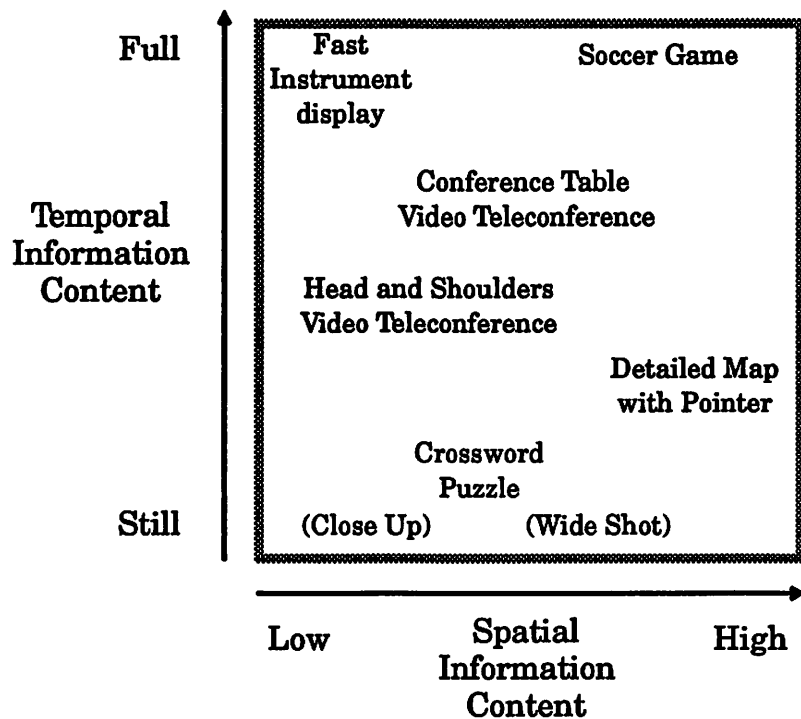 Full
Temporal
Information
Content
Still
Fast
Instrument
display
Soccer Game
Conference Table
Video Teleconference
Head and Shoulders
Video Teleconference
Detailed Map
with Pointer
Crossword
Puzzle
(Close Up)
(Wide Shot)
Low
Spatial
Information
Content
High